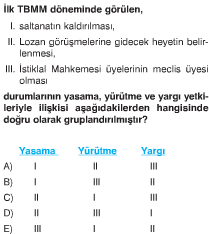 İlk TBMM döneminde görülen,
I. saltanatın kaldırılması,
II. Lozan görüşmelerine gidecek heyetin belir-
lenmesi,
III. İstiklal Mahkemesi üyelerinin meclis üyesi
olması
durumlarının yasama, yürütme ve yargı yetki-
leriyle ilişkisi aşağıdakilerden hangisinde
doğru olarak gruplandırılmıştır?
Yasama Yürütme Yargı
A) I II III
B) I III II
C) II I III
D) II III I
E) III I II